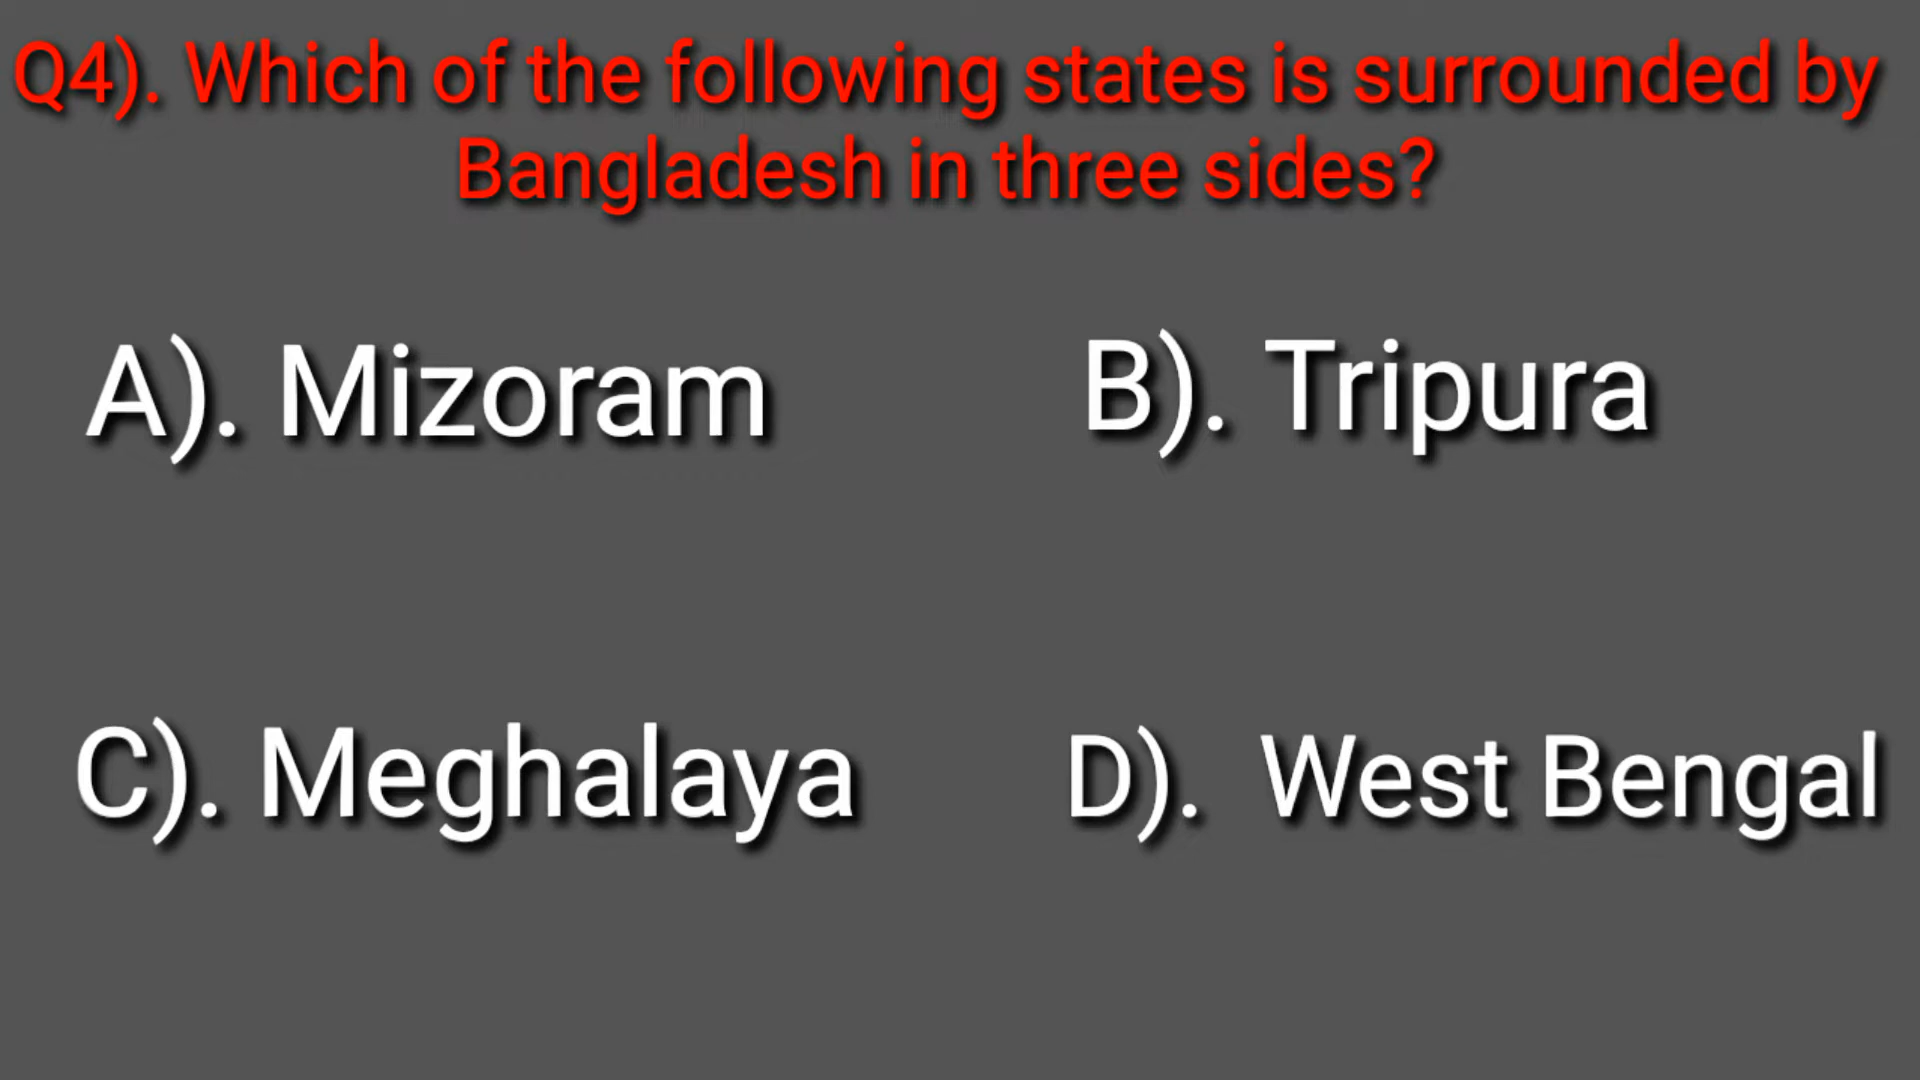 Q4). Which of the following states is surrounded by
Bangladesh in three sides?
A). Mizoram
B). Tripura
C). Meghalaya
D). West Bengal